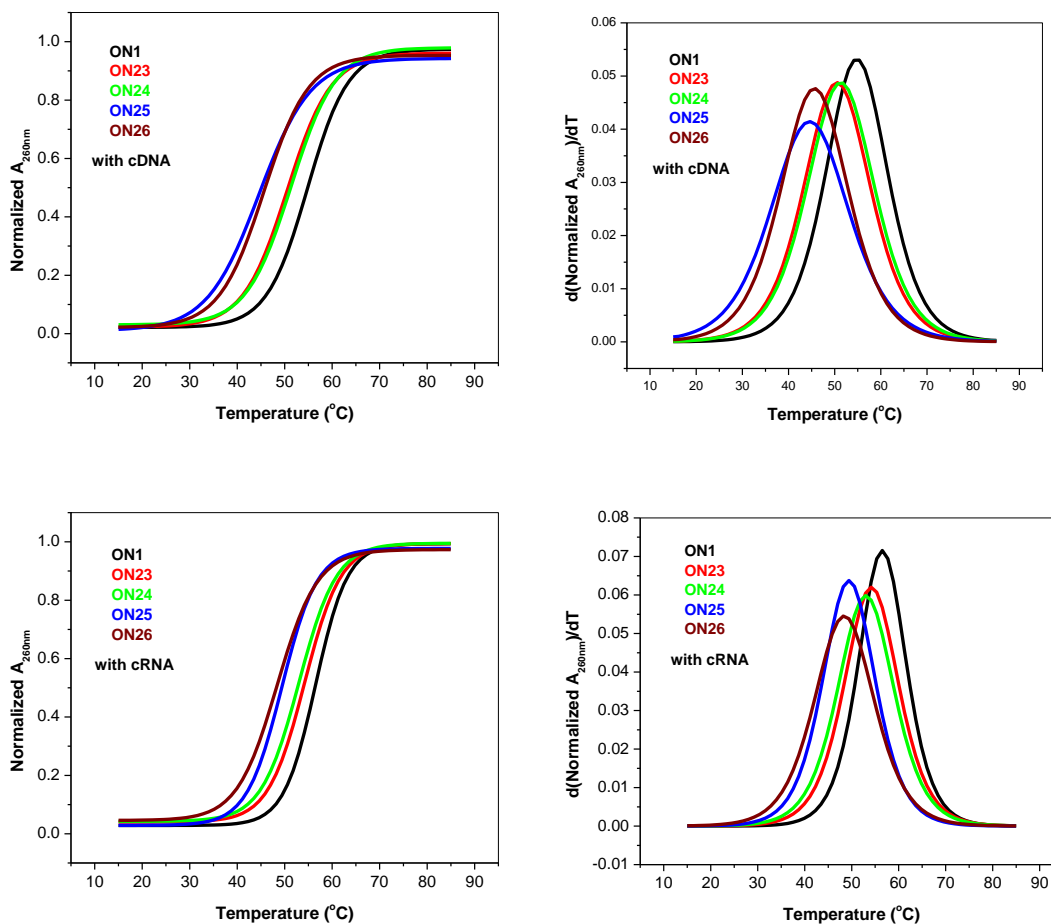 Normalized A260nm
1.0
0.8
0.6
0.4
0.2
0.0
ON1
ON23
ON24
ON25
ON26
with cDNA
10 20 30 40 50 60 70 80 90
Temperature (oC)
d(Normalized A260nm)/dT
0.06
0.05
0.04
0.03
0.02
0.01
0.00
ON1
ON23
ON24
ON25
ON26
with cDNA
10 20 30 40 50 60 70 80 90
Temperature (oC)
Normalized A260nm
1.0
0.8
0.6
0.4
0.2
0.0
ON1
ON23
ON24
ON25
ON26
with cRNA
10 20 30 40 50 60 70 80 90
Temperature (oC)
d(Normalized A260nm)/dT
0.08
0.07
0.06
0.05
0.04
0.03
0.02
0.01
0.00
-0.01
ON1
ON23
ON24
ON25
ON26
with cRNA
10 20 30 40 50 60 70 80 90
Temperature (oC)